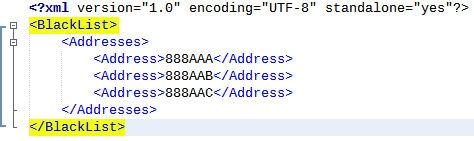 <?xml version="1.0" encoding="UTF-8" standalone="yes"?>
<BlackList>
<Addresses>
<Address>888AAA</Address>
<Address>888AAB</Address>
<Address>888AAC</Address>
</Addresses>
</BlackList>